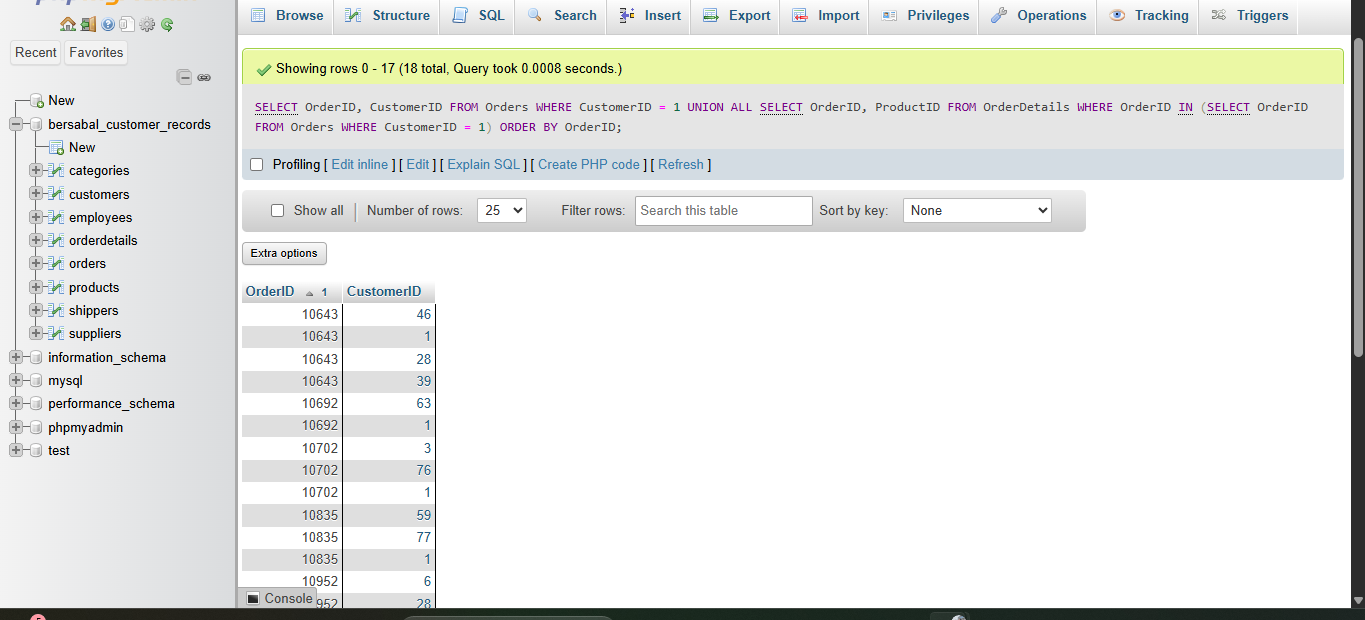 Browse Structure SQL Search Insert Export Import Privileges Operations Tracking Triggers
Recent Favorites
New
bersabal_customer_records
New
categories
customers
employees
orderdetails
orders
products
shippers
suppliers
information_schema
mysql
performance_schema
phpmyadmin
test
Showing rows 0 - 17 (18 total, Query took 0.0008 seconds.)
SELECT OrderID, CustomerID FROM Orders WHERE CustomerID = 1 UNION ALL SELECT OrderID, ProductID FROM OrderDetails WHERE OrderID IN (SELECT OrderID
FROM Orders WHERE CustomerID = 1) ORDER BY OrderID;
Profiling [ Edit inline ] [ Edit ] [ Explain SQL ] [ Create PHP code ] [ Refresh ]
Show all Number of rows: 25 Filter rows: Search this table Sort by key: None
Extra options
OrderID 1 CustomerID
10643 46
10643 1
10643 28
10643 39
10692 63
10692 1
10702 3
10702 76
10702 1
10835 59
10835 77
10835 1
10952 6
Console 952 28